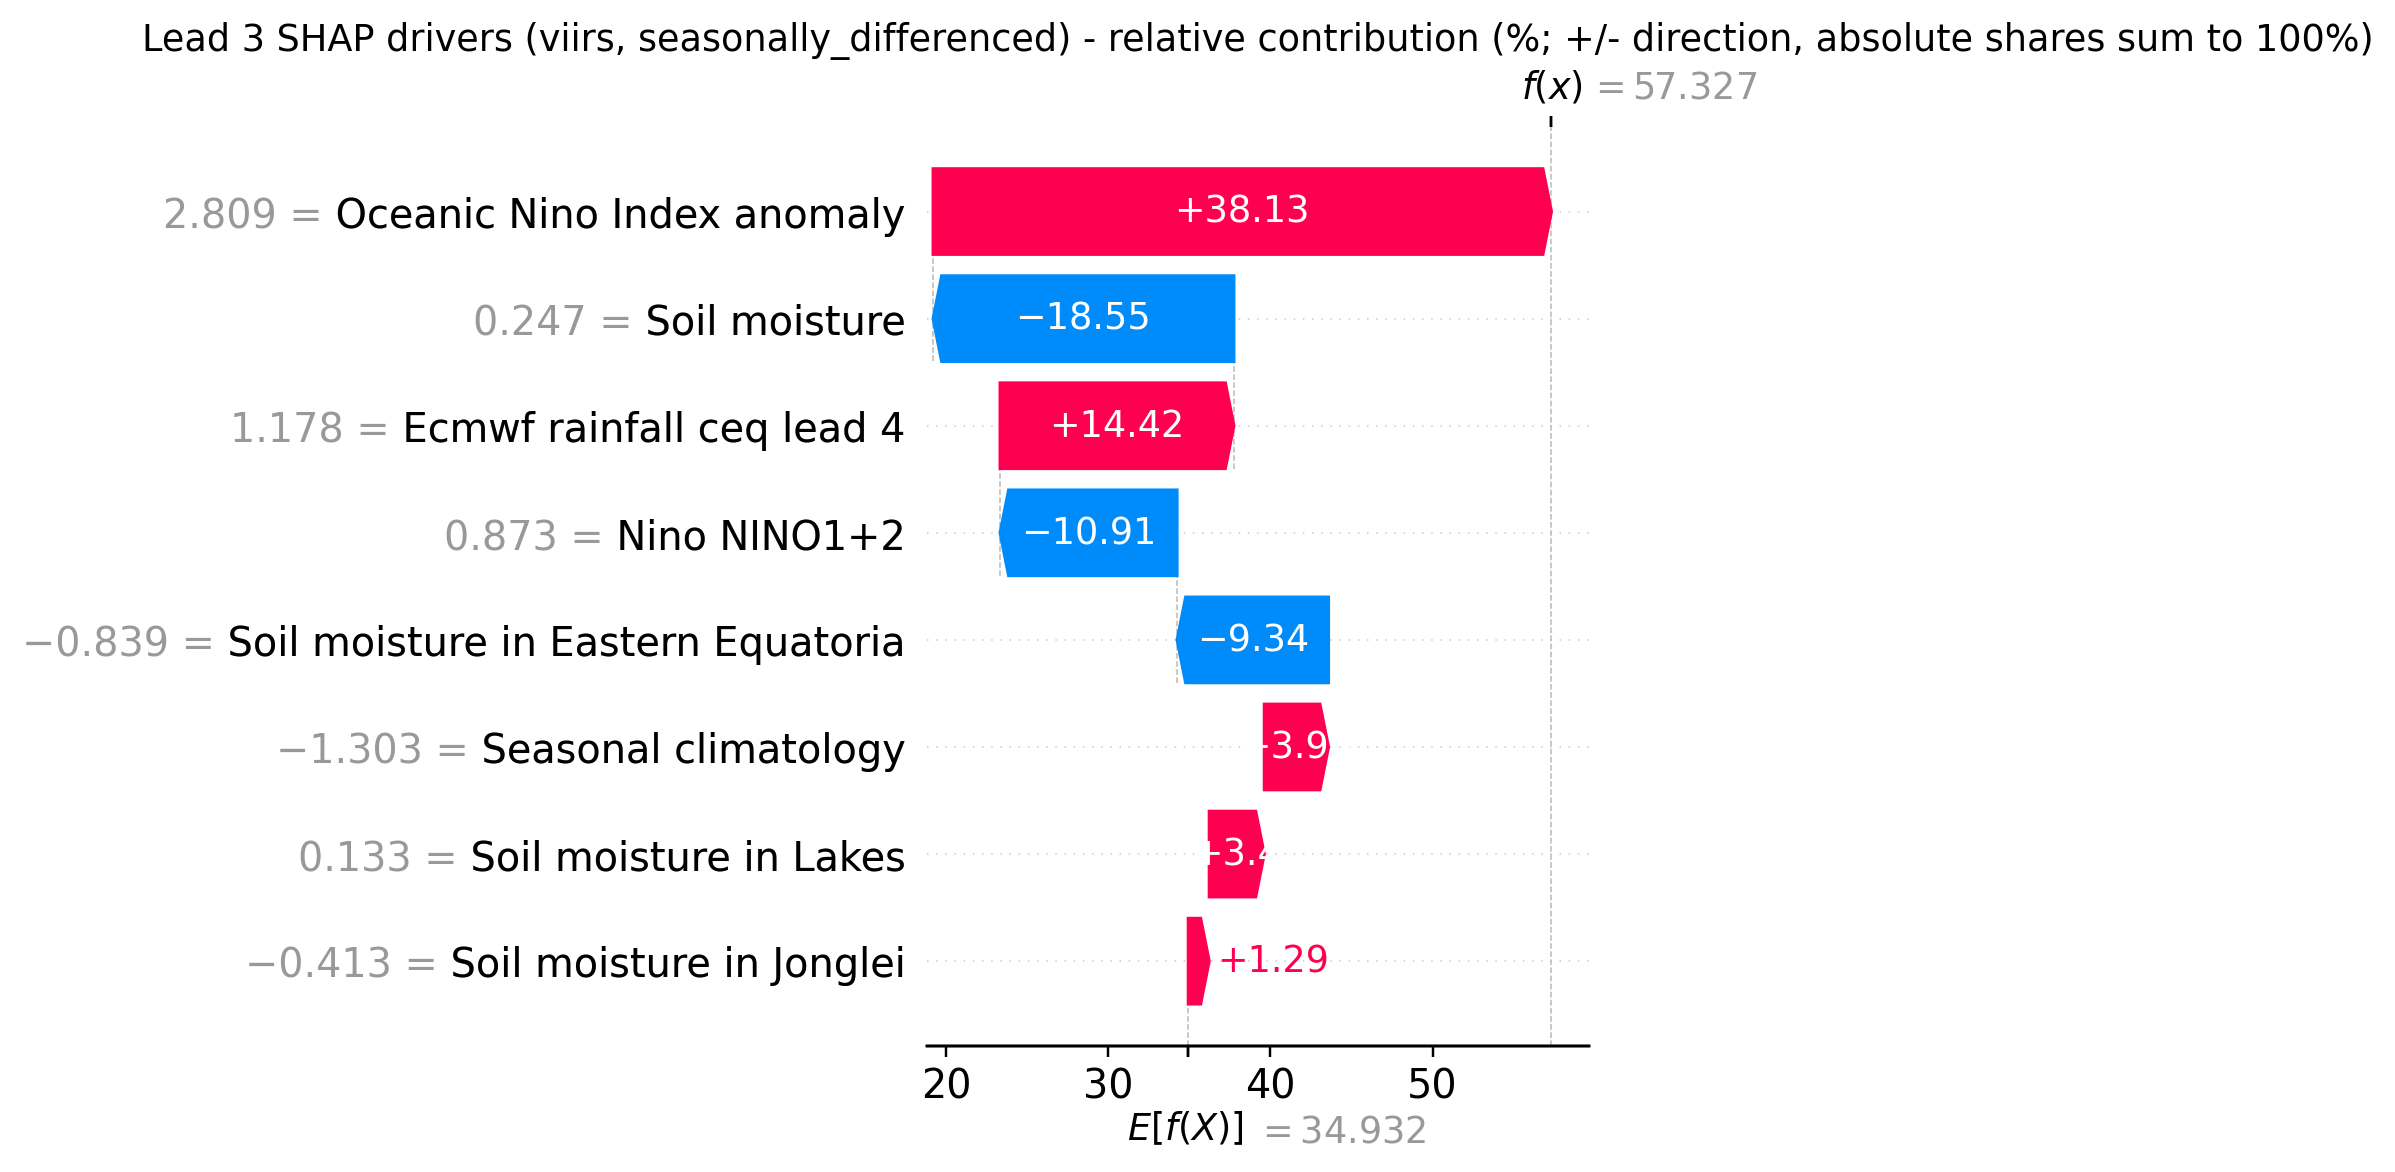 Lead 3 SHAP drivers (viirs, seasonally_differenced) - relative contribution (%; +/- direction, absolute shares sum to 100%)
f(x) = 57.327
2.809 = Oceanic Nino Index anomaly +38.13
0.247 = Soil moisture −18.55
1.178 = Ecmwf rainfall ceq lead 4 +14.42
0.873 = Nino NINO1+2 −10.91
−0.839 = Soil moisture in Eastern Equatoria −9.34
−1.303 = Seasonal climatology
0.133 = Soil moisture in Lakes
−0.413 = Soil moisture in Jonglei +1.29
20 30 40 50
E[f(X)] = 34.932